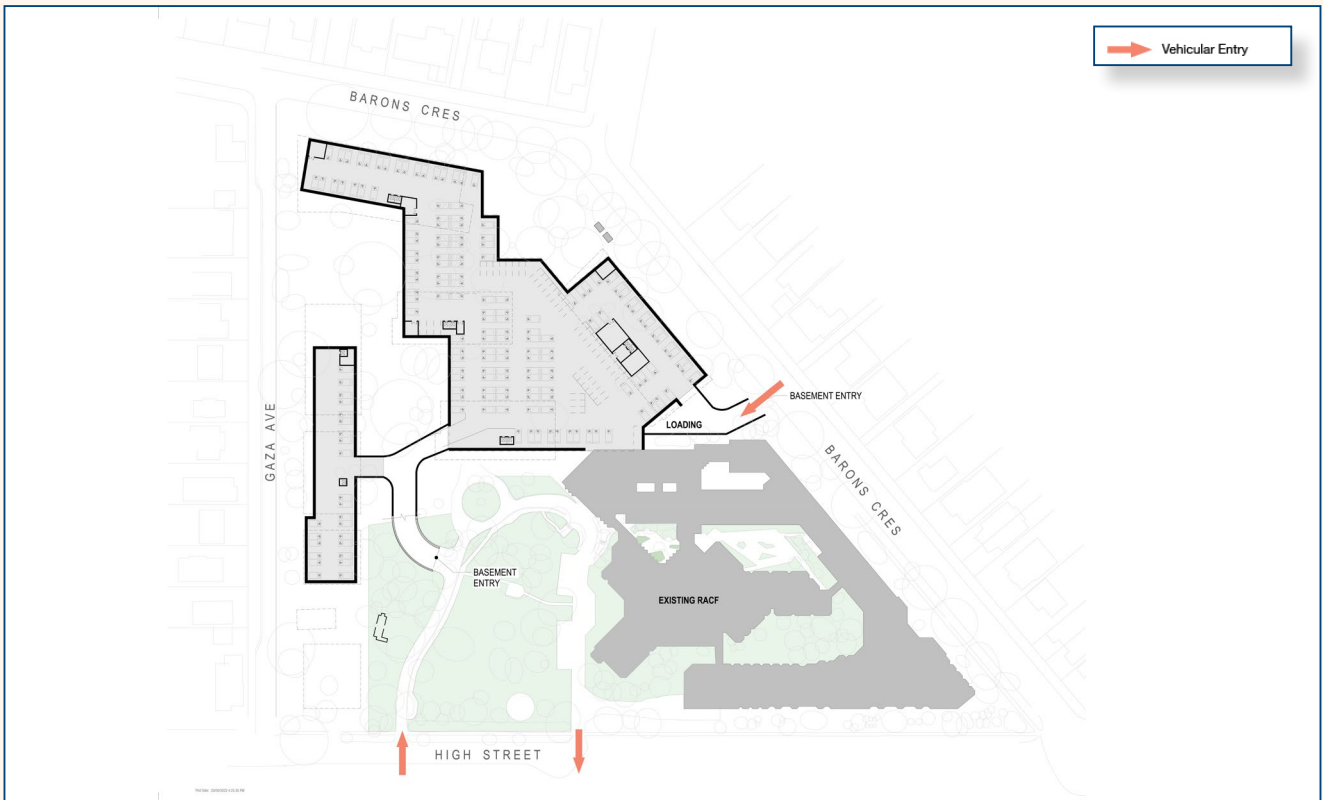 Vehicular Entry
BARONS CRES
BASEMENT ENTRY
LOADING
BARONS CRES
GAZA AVE
BASEMENT
ENTRY
EXISTING RACF
HIGH STREET